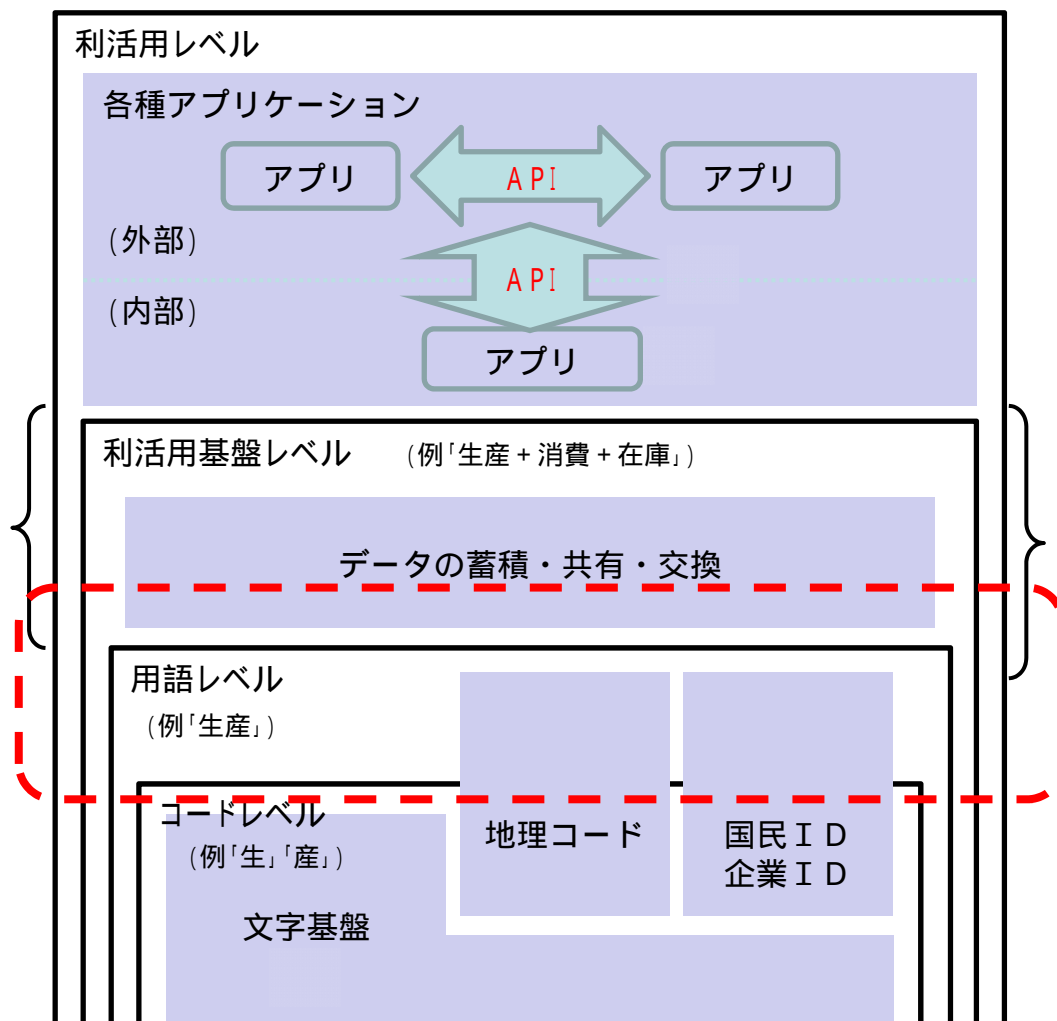 利活用レベル
各種アプリケーション
アプリ
API
アプリ
(外部)
API
(内部)
アプリ
利活用基盤レベル (例「生産+消費+在庫」)
データの蓄積・共有・交換
用語レベル
(例「生産」)
コードレベル
(例「生」「産」)
地理コード
国民ID
企業ID
文字基盤